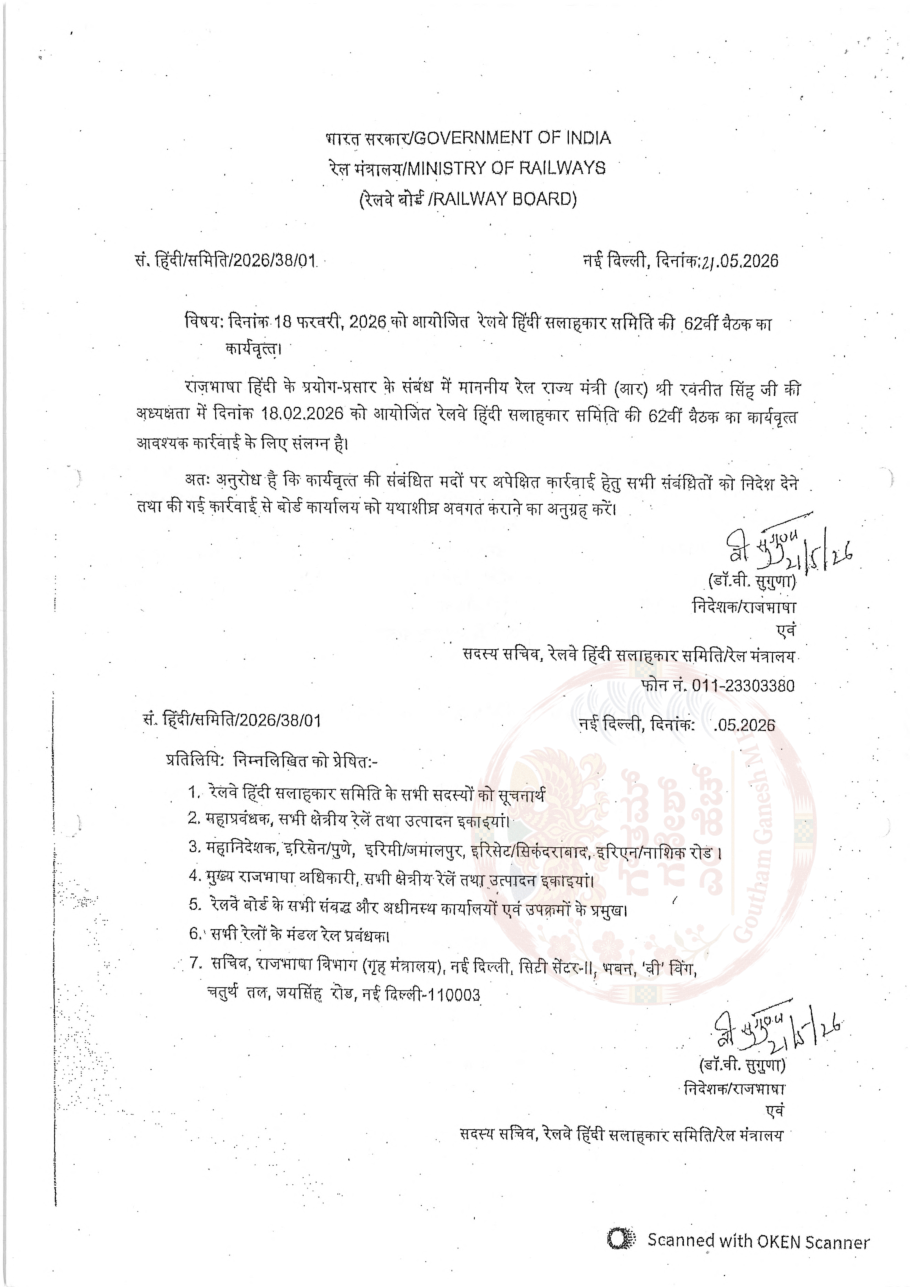 भारत सरकार/GOVERNMENT OF INDIA
रेल मंत्रालय/MINISTRY OF RAILWAYS
(रेलवे बोर्ड /RAILWAY BOARD)
सं. हिंदी/समिति/2026/38/01
नई दिल्ली, दिनांक:21.05.2026
विषय: दिनांक 18 फरवरी, 2026 को आयोजित रेलवे हिंदी सलाहकार समिति की 62वीं बैठक का
कार्यवृत्त।
राजभाषा हिंदी के प्रयोग-प्रसार के संबंध में माननीय रेल राज्य मंत्री (आर) श्री रवनीत सिंह जी की
अध्यक्षता में दिनांक 18.02.2026 को आयोजित रेलवे हिंदी सलाहकार समिति की 62वीं बैठक का कार्यवृत्त
आवश्यक कार्रवाई के लिए संलग्न है।
अतः अनुरोध है कि कार्यवृत्त की संबंधित मदों पर अपेक्षित कार्रवाई हेतु सभी संबंधितों को निदेश देने
तथा की गई कार्रवाई से बोर्ड कार्यालय को यथाशीघ्र अवगत कराने का अनुग्रह करें।
वी सुगुणा
21/5/26
(डॉ.वी. सुगुणा)
निदेशक/राजभाषा
एवं
सदस्य सचिव, रेलवे हिंदी सलाहकार समिति/रेल मंत्रालय
फोन नं. 011-23303380
सं. हिंदी/समिति/2026/38/01
नई दिल्ली, दिनांक: .05.2026
प्रतिलिपि: निम्नलिखित को प्रेषित:-
1. रेलवे हिंदी सलाहकार समिति के सभी सदस्यों को सूचनार्थ
2. महाप्रबंधक, सभी क्षेत्रीय रेलें तथा उत्पादन इकाइयां।
3. महानिदेशक, इरिसेन/पुणे, इरिमी/जमालपुर, इरिसेट/सिकंदराबाद, इरिएन/नाशिक रोड।
4. मुख्य राजभाषा अधिकारी, सभी क्षेत्रीय रेलें तथा उत्पादन इकाइयां।
5. रेलवे बोर्ड के सभी संबद्ध और अधीनस्थ कार्यालयों एवं उपक्रमों के प्रमुख।
6. सभी रेलों के मंडल रेल प्रबंधक।
7. सचिव, राजभाषा विभाग (गृह मंत्रालय), नई दिल्ली, सिटी सेंटर-II, भवन, 'वी' विंग,
चतुर्थ तल, जयसिंह रोड, नई दिल्ली-110003
ಗೌತಮ್
ಗಣೇಶ್
ಎಂ ಹೆಚ್
Goutham Ganesh M H
वी सुगुणा
21/5/26
(डॉ.वी. सुगुणा)
निदेशक/राजभाषा
एवं
सदस्य सचिव, रेलवे हिंदी सलाहकार समिति/रेल मंत्रालय
Scanned with OKEN Scanner